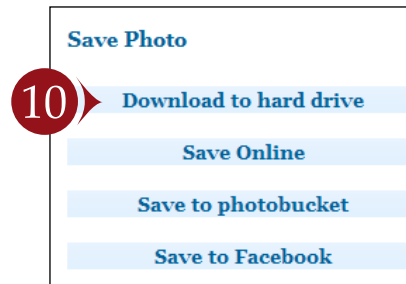 Save Photo
10 Download to hard drive
Save Online
Save to photobucket
Save to Facebook